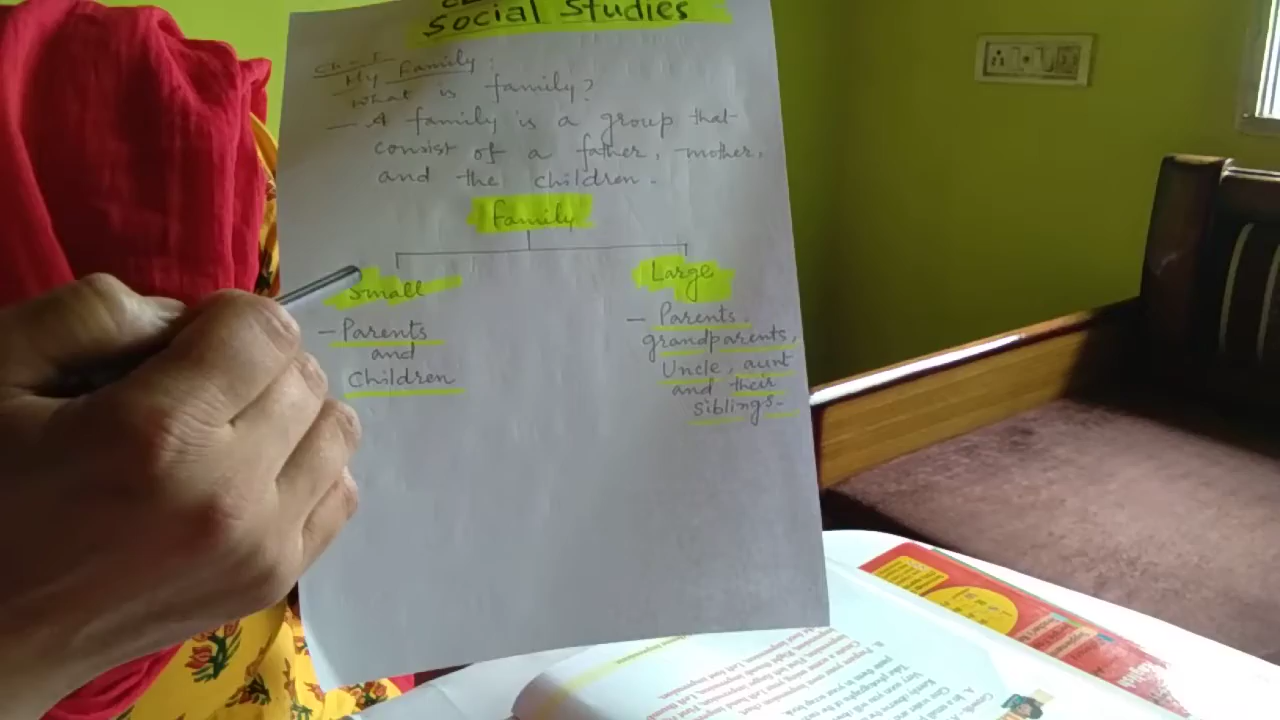 Social Studies
Ch - I
My Family:
What is family?
— A family is a group that
consist of a father, mother,
and the children.
Family
Small
Large
— Parents
and
Children
— Parents,
grandparents,
Uncle, aunt
and their
siblings.